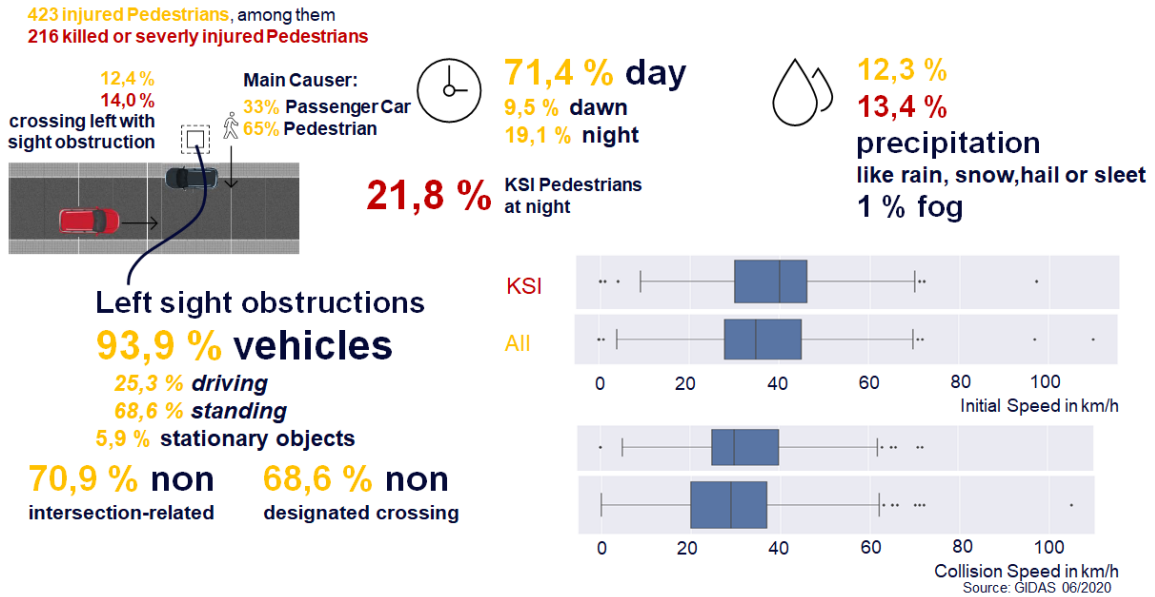 423 injured Pedestrians, among them
216 killed or severly injured Pedestrians
12,4 %
14,0 %
crossing left with
sight obstruction
Main Causer:
33% Passenger Car
65% Pedestrian
71,4 % day
9,5 % dawn
19,1 % night
21,8 % KSI Pedestrians
at night
12,3 %
13,4 %
precipitation
like rain, snow,hail or sleet
1 % fog
Left sight obstructions
93,9 % vehicles
25,3 % driving
68,6 % standing
5,9 % stationary objects
70,9 % non
intersection-related
68,6 % non
designated crossing
KSI
All
0 20 40 60 80 100
Initial Speed in km/h
0 20 40 60 80 100
Collision Speed in km/h
Source: GIDAS 06/2020